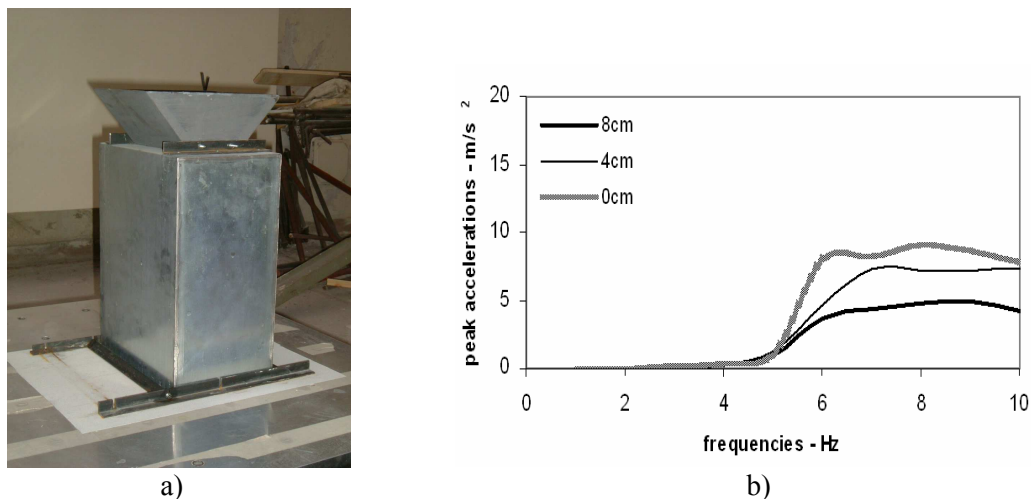 peak accelerations - m/s ²
20
15
10
5
0
8cm
4cm
0cm
0 2 4 6 8 10
frequencies - Hz
a) b)